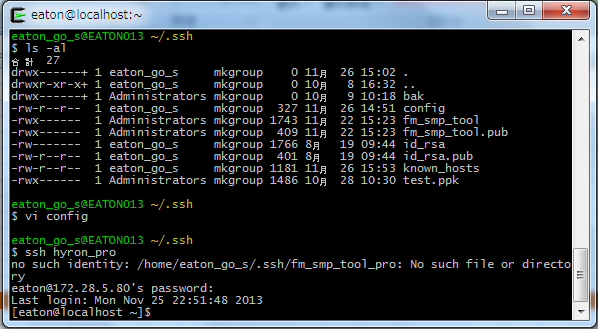 eaton@localhost:~
eaton_go_s@EATON013 ~/.ssh
$ ls -al
合計 27
drwx------+ 1 eaton_go_s     mkgroup    0 11月  26 15:02 .
drwxr-xr-x+ 1 eaton_go_s     mkgroup    0 10月   8 16:32 ..
drwx------+ 1 Administrators mkgroup    0 10月   9 10:18 bak
-rw-r--r--  1 eaton_go_s     mkgroup  327 11月  26 14:51 config
-rwx------  1 Administrators mkgroup 1743 11月  22 15:23 fm_smp_tool
-rwx------  1 Administrators mkgroup  409 11月  22 15:23 fm_smp_tool.pub
-rw-------  1 eaton_go_s     mkgroup 1766 8月   19 09:44 id_rsa
-rw-r--r--  1 eaton_go_s     mkgroup  401 8月   19 09:44 id_rsa.pub
-rw-r--r--  1 eaton_go_s     mkgroup 1181 11月  26 15:53 known_hosts
-rwx------  1 Administrators mkgroup 1486 10月  28 10:30 test.ppk
eaton_go_s@EATON013 ~/.ssh
$ vi config
eaton_go_s@EATON013 ~/.ssh
$ ssh hyron_pro
no such identity: /home/eaton_go_s/.ssh/fm_smp_tool_pro: No such file or directo
ry
eaton@172.28.5.80's password:
Last login: Mon Nov 25 22:51:48 2013
[eaton@localhost ~]$